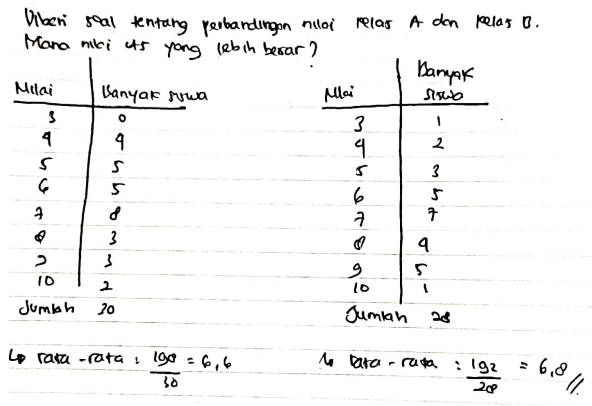 Diberi soal tentang perbandingan nilai kelas A dan kelas B.
Mana nilai uts yang lebih besar?
Nilai Banyak siswa
3 0
4 4
5 5
6 5
7 8
8 3
9 3
10 2
Jumlah 30
↳ rata-rata : 198/30 = 6,6
Nilai Banyak siswa
3 1
4 2
5 3
6 5
7 7
8 4
9 5
10 1
Jumlah 28
↳ rata-rata : 192/28 = 6,8 //